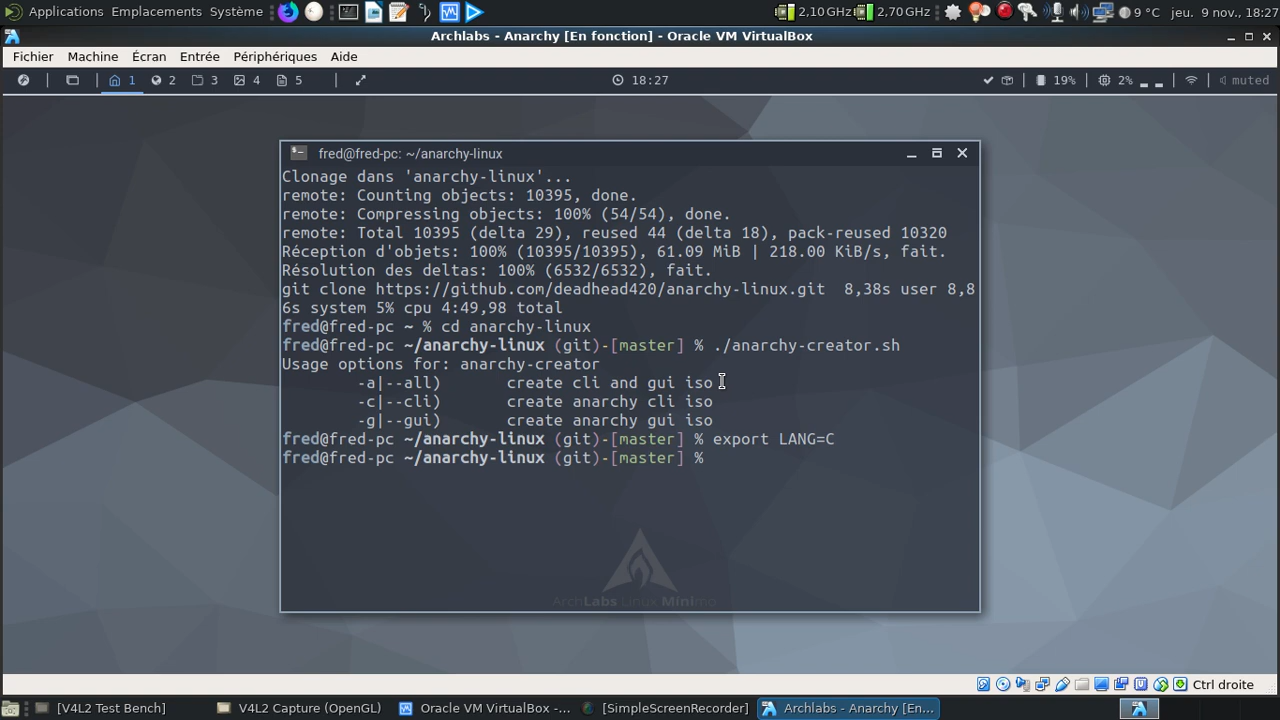 Applications Emplacements Système 2,10 GHz 2,70 GHz 9 °C jeu. 9 nov., 18:27
Archlabs - Anarchy [En fonction] - Oracle VM VirtualBox
Fichier Machine Écran Entrée Périphériques Aide
1 2 3 4 5 18:27 19% 2% muted
fred@fred-pc: ~/anarchy-linux
Clonage dans 'anarchy-linux'...
remote: Counting objects: 10395, done.
remote: Compressing objects: 100% (54/54), done.
remote: Total 10395 (delta 29), reused 44 (delta 18), pack-reused 10320
Réception d'objets: 100% (10395/10395), 61.09 MiB | 218.00 KiB/s, fait.
Résolution des deltas: 100% (6532/6532), fait.
git clone https://github.com/deadhead420/anarchy-linux.git  8,38s user 8,8
6s system 5% cpu 4:49,98 total
fred@fred-pc ~ % cd anarchy-linux
fred@fred-pc ~/anarchy-linux (git)-[master] % ./anarchy-creator.sh
Usage options for: anarchy-creator
-a|--all) create cli and gui iso
-c|--cli) create anarchy cli iso
-g|--gui) create anarchy gui iso
fred@fred-pc ~/anarchy-linux (git)-[master] % export LANG=C
fred@fred-pc ~/anarchy-linux (git)-[master] %
ArchLabs Linux Minimo
Ctrl droite
[V4L2 Test Bench] V4L2 Capture (OpenGL) Oracle VM VirtualBox -... [SimpleScreenRecorder] Archlabs - Anarchy [En...